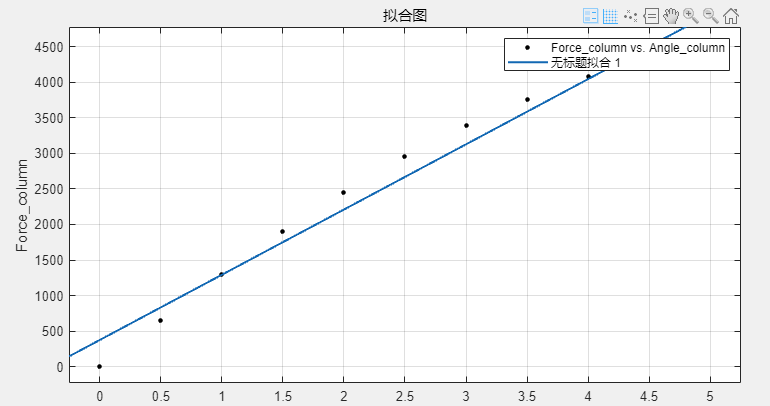 拟合图
Force_column vs. Angle_column
无标题拟合 1
4500
4000
3500
3000
2500
2000
1500
1000
500
0
Force_column
0 0.5 1 1.5 2 2.5 3 3.5 4 4.5 5